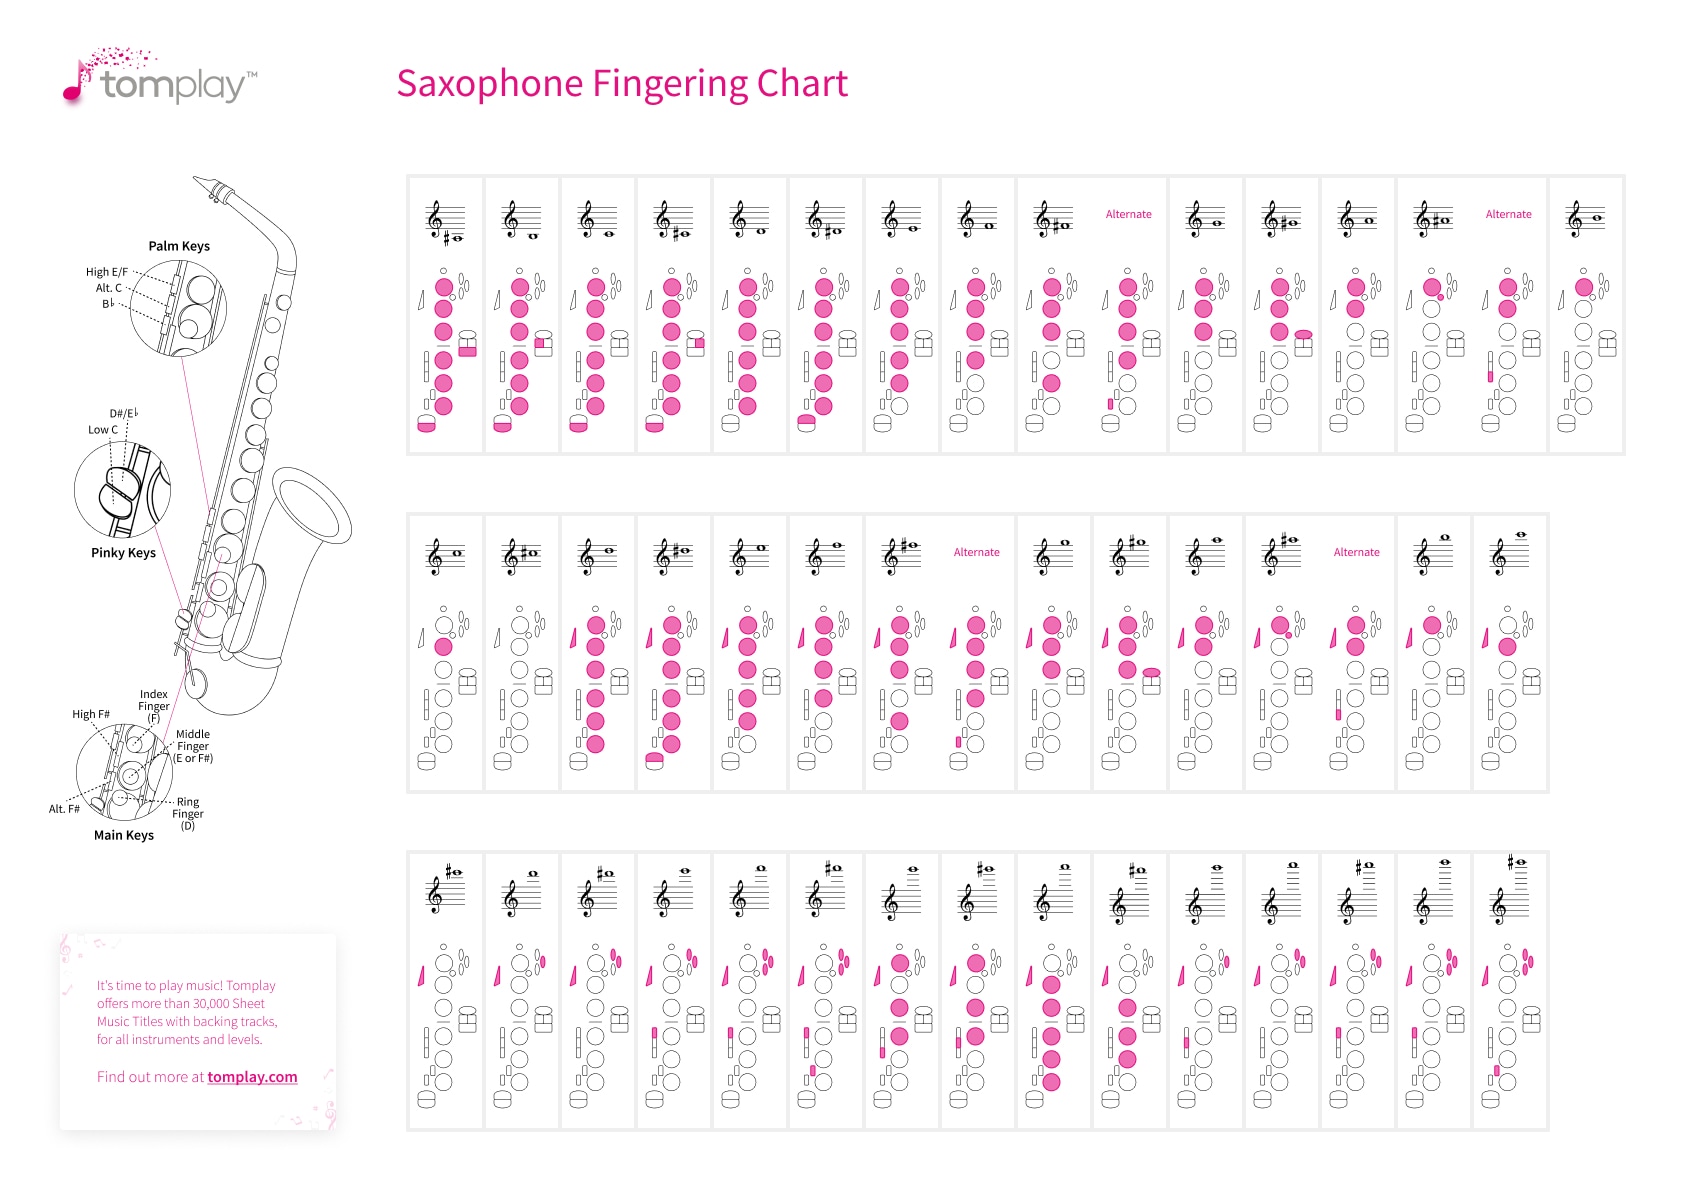 tomplay™
Saxophone Fingering Chart
Palm Keys
High E/F
Alt. C
B♭
D#/E♭
Low C
Pinky Keys
Index
Finger
(F)
High F#
Middle
Finger
(E or F#)
Alt. F#
Ring
Finger
(D)
Main Keys
Alternate
Alternate
Alternate
Alternate
It's time to play music! Tomplay
offers more than 30,000 Sheet
Music Titles with backing tracks,
for all instruments and levels.
Find out more at tomplay.com